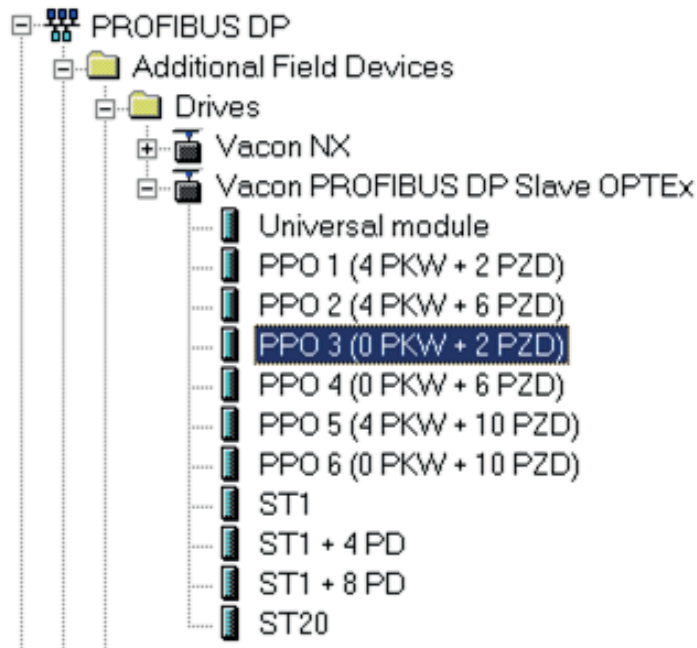 PROFIBUS DP
Additional Field Devices
Drives
Vacon NX
Vacon PROFIBUS DP Slave OPTEx
Universal module
PPO 1 (4 PKW + 2 PZD)
PPO 2 (4 PKW + 6 PZD)
PPO 3 (0 PKW + 2 PZD)
PPO 4 (0 PKW + 6 PZD)
PPO 5 (4 PKW + 10 PZD)
PPO 6 (0 PKW + 10 PZD)
ST1
ST1 + 4 PD
ST1 + 8 PD
ST20